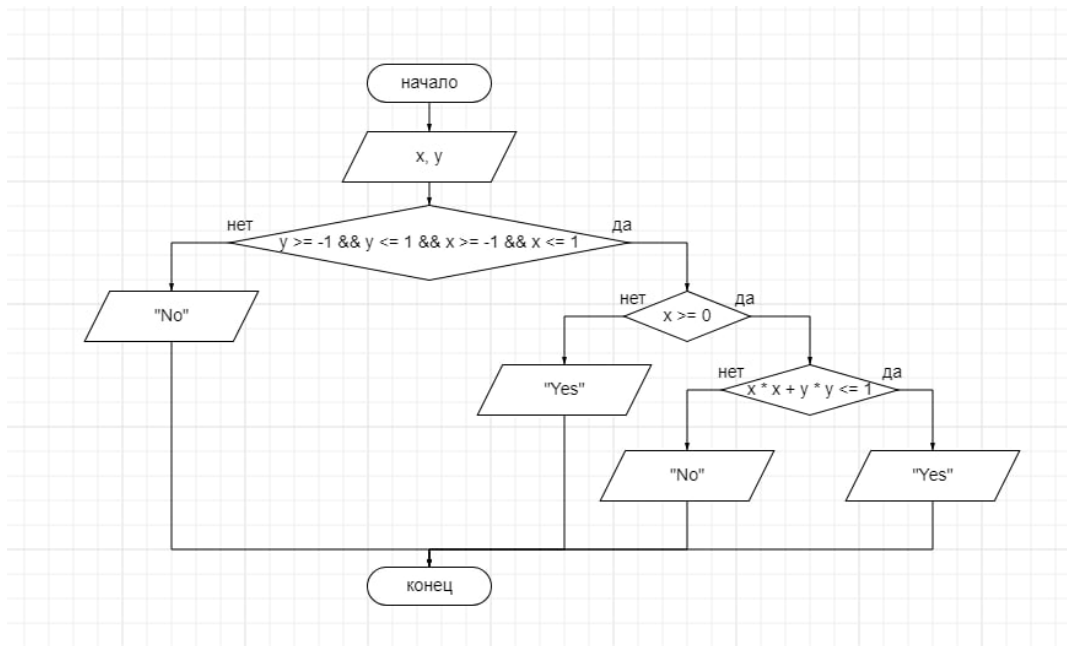 начало
x, y
нет
да
y >= -1 && y <= 1 && x >= -1 && x <= 1
"No"
нет
да
x >= 0
"Yes"
нет
да
x * x + y * y <= 1
"No"
"Yes"
конец